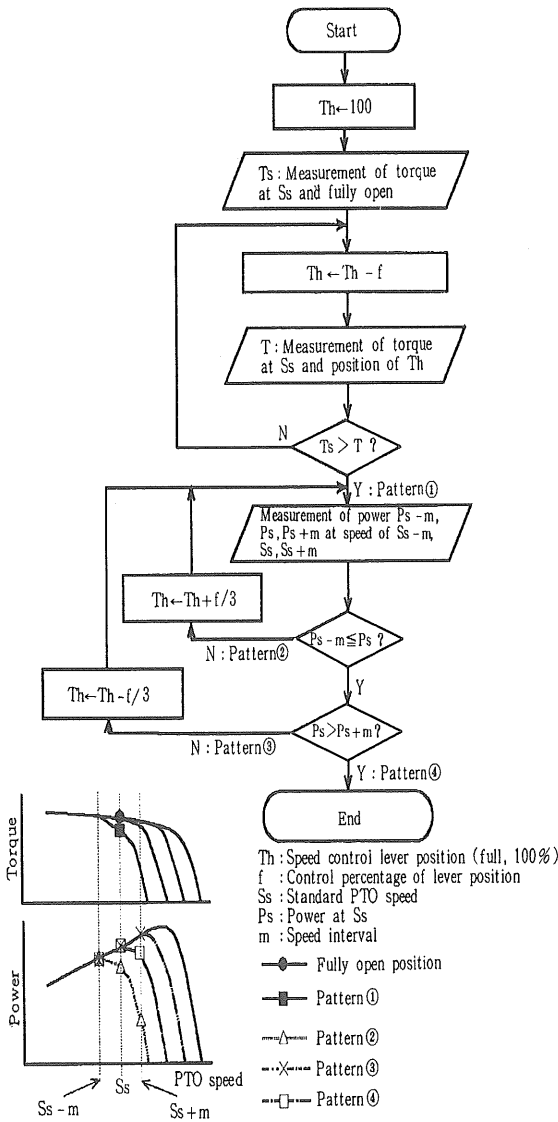 Start
Th←100
Ts : Measurement of torque
at Ss and fully open
Th ← Th - f
T : Measurement of torque
at Ss and position of Th
N
Ts > T ?
Y : Pattern①
Measurement of power Ps-m,
Ps, Ps+m at speed of Ss-m,
Ss, Ss+m
Th←Th+f/3
Ps-m≦Ps ?
N : Pattern②
Y
Th←Th-f/3
Ps>Ps+m ?
N : Pattern③
Y : Pattern④
End
Torque
Power
Ss
PTO speed
Ss-m
Ss+m
Th : Speed control lever position (full, 100%)
f : Control percentage of lever position
Ss : Standard PTO speed
Ps : Power at Ss
m : Speed interval
Fully open position
Pattern①
Pattern②
Pattern③
Pattern④